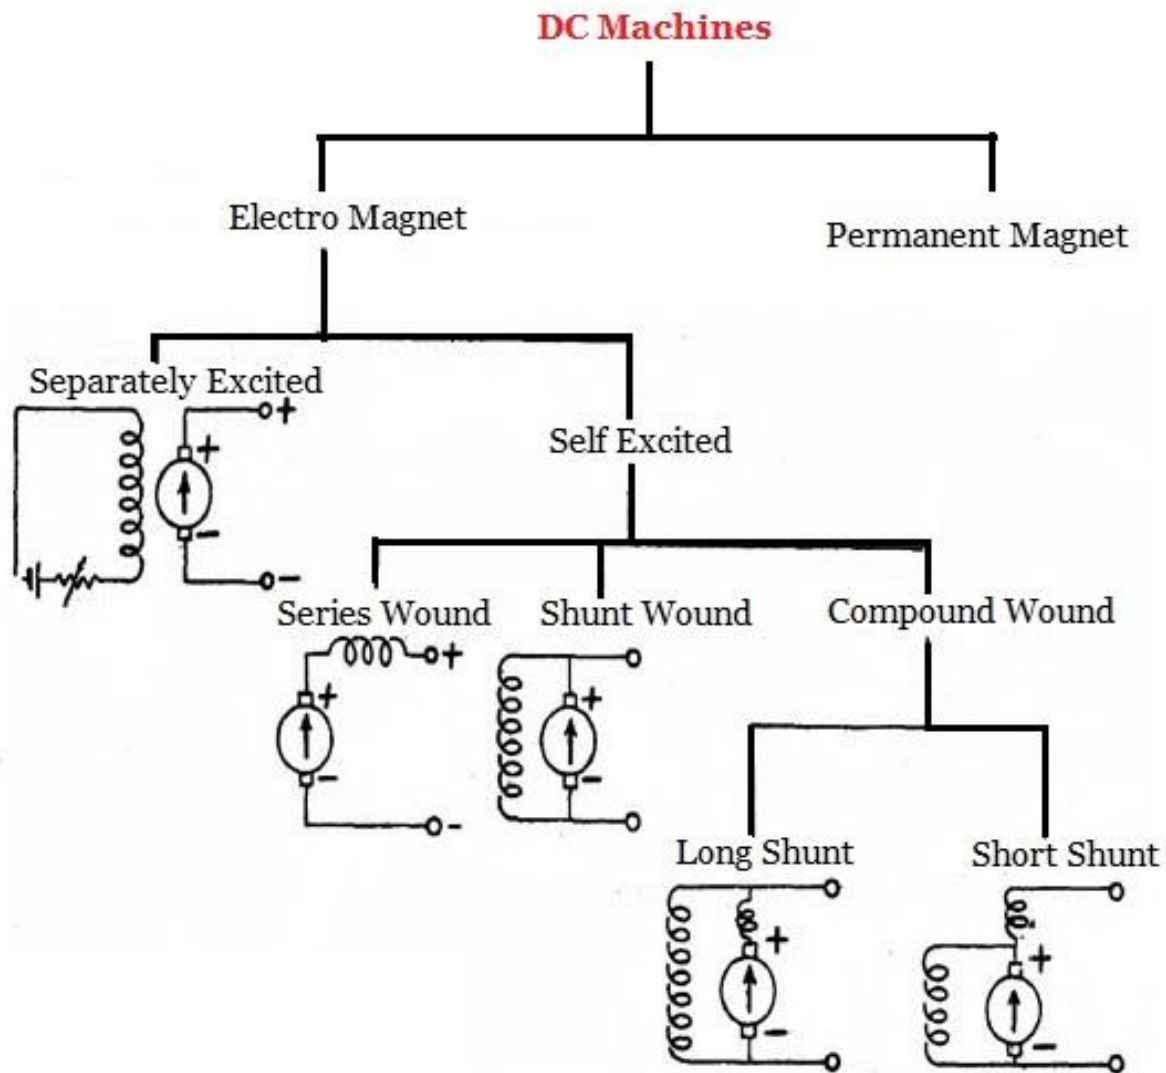 DC Machines
Electro Magnet
Permanent Magnet
Separately Excited
+
+
-
-
Self Excited
Series Wound
Shunt Wound
Compound Wound
+
+
+
-
-
-
Long Shunt
Short Shunt
+
+
-
-